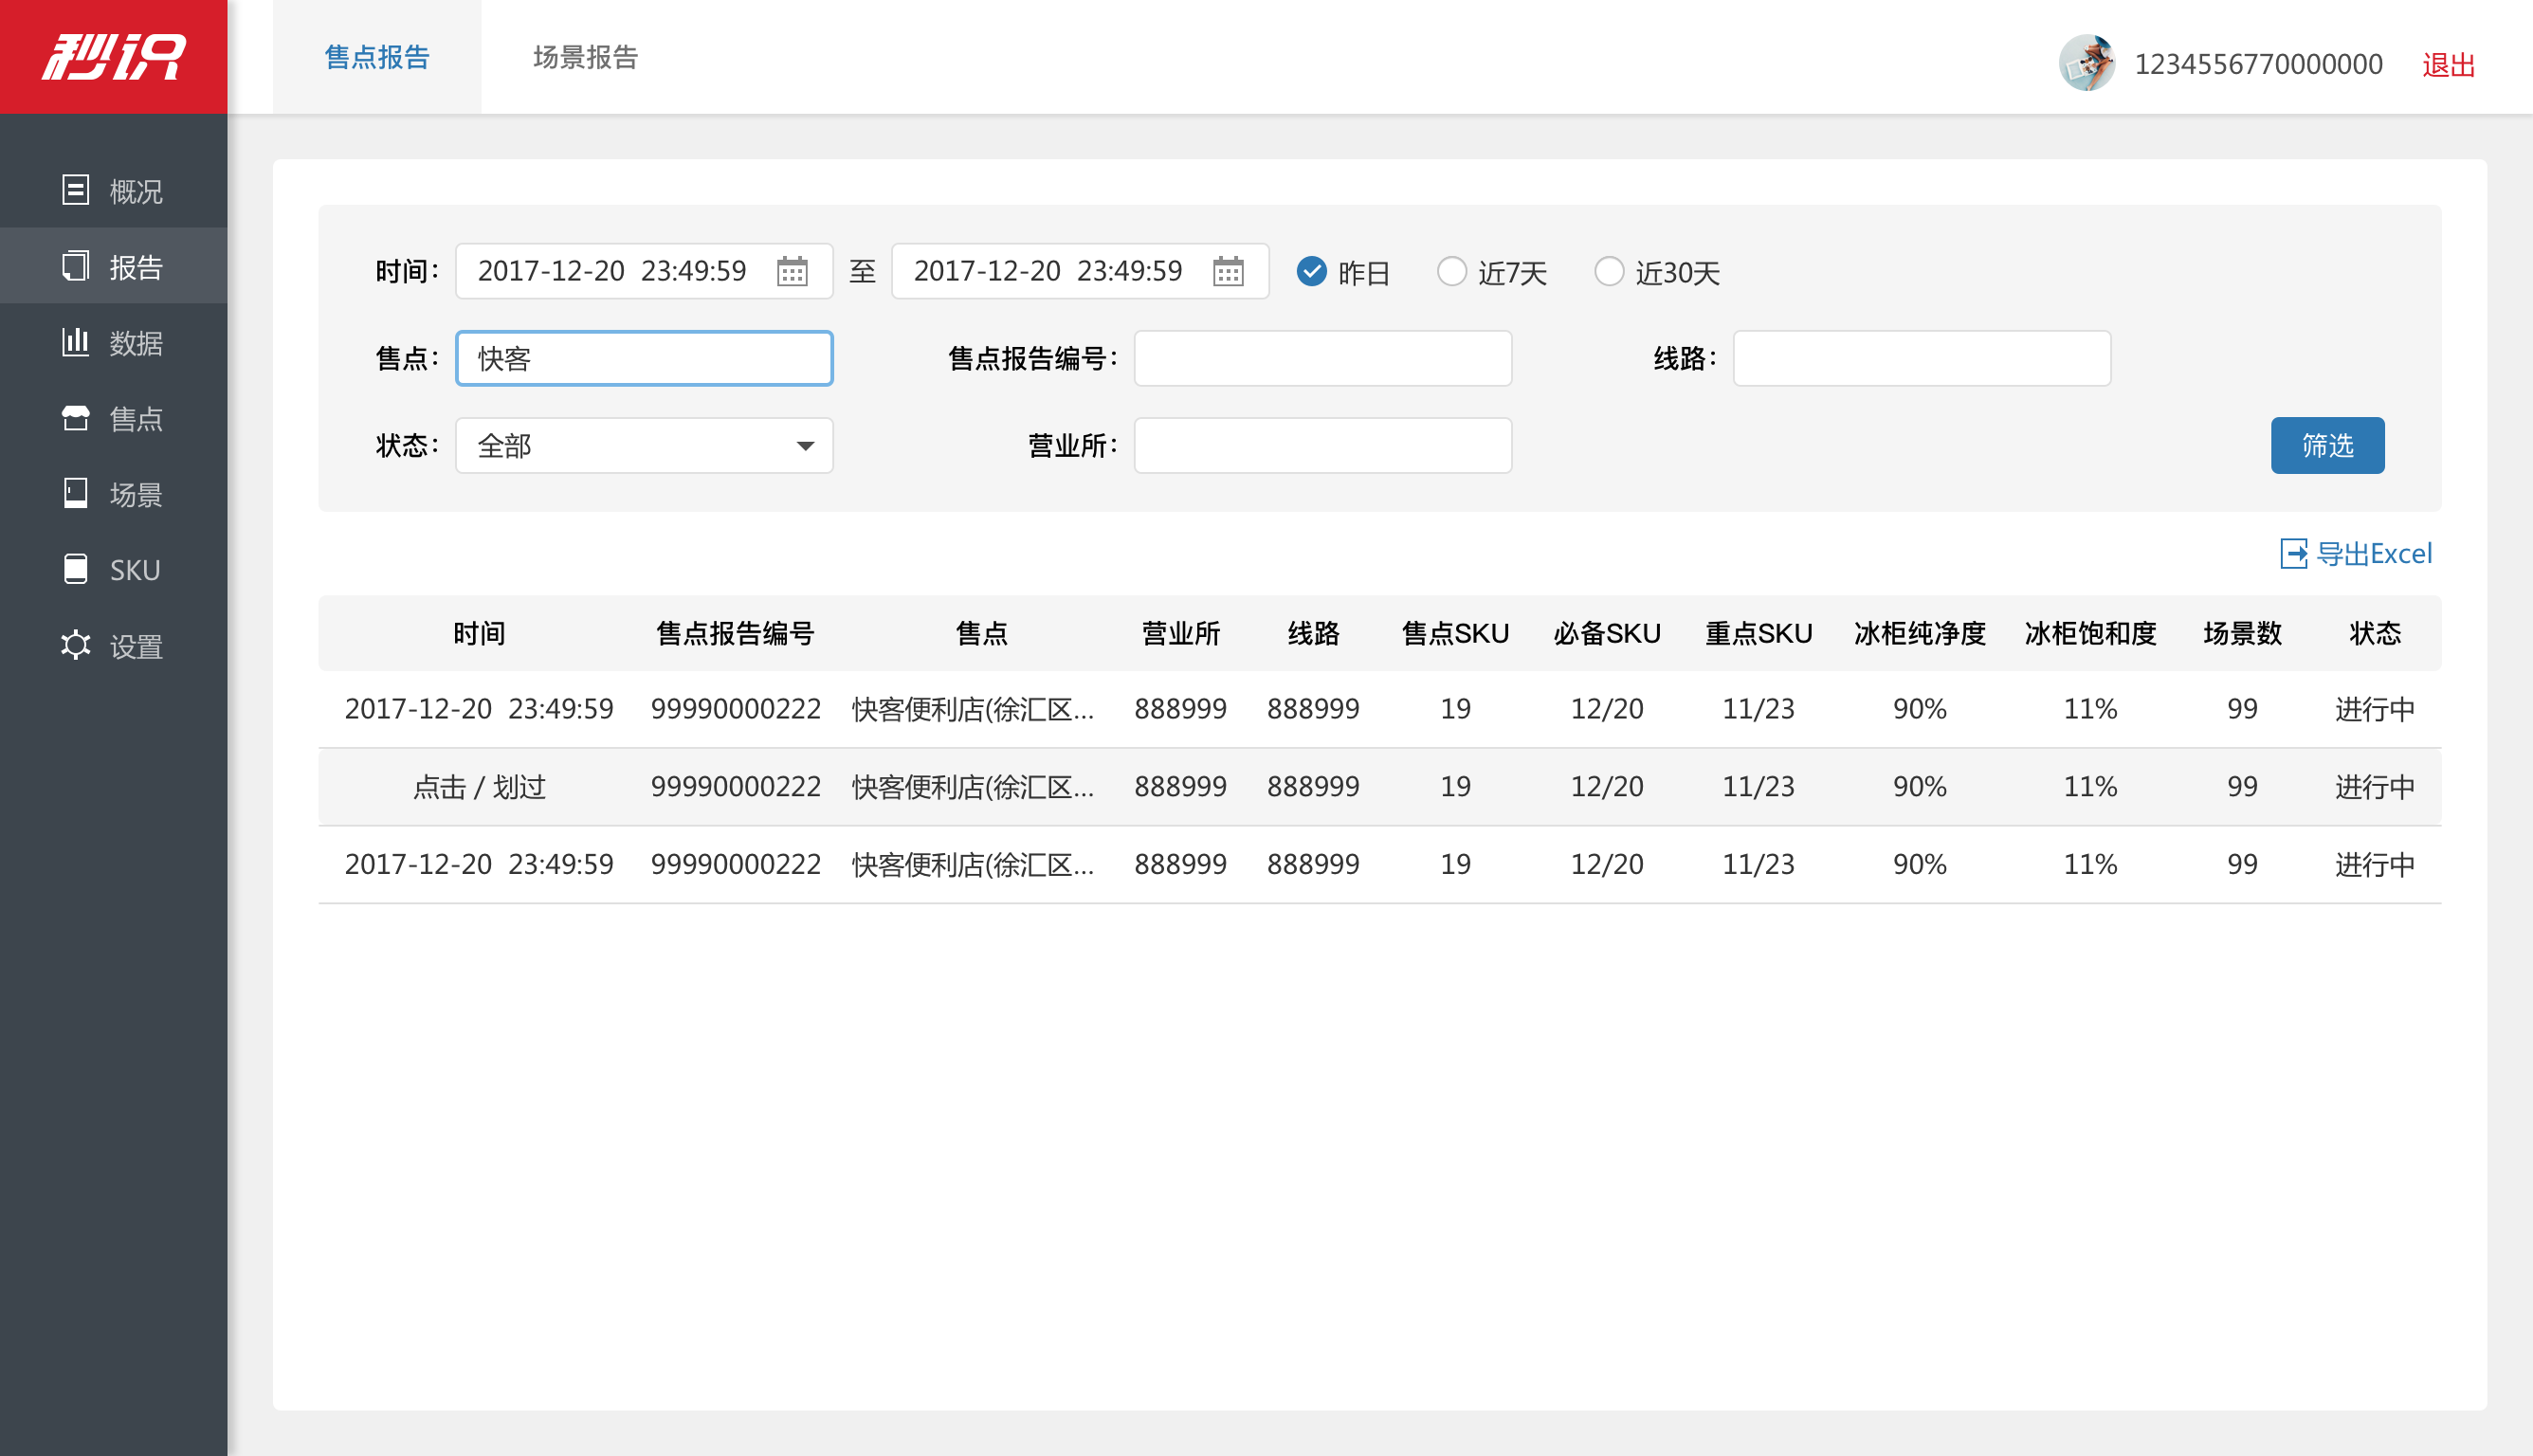 秒识
售点报告 场景报告 1234556770000000 退出
概况
报告
数据
售点
场景
SKU
设置
时间： 2017-12-20 23:49:59 至 2017-12-20 23:49:59 昨日 近7天 近30天
售点： 快客 售点报告编号： 线路：
状态： 全部 营业所： 筛选
导出Excel
时间 售点报告编号 售点 营业所 线路 售点SKU 必备SKU 重点SKU 冰柜纯净度 冰柜饱和度 场景数 状态
2017-12-20 23:49:59 99990000222 快客便利店(徐汇区... 888999 888999 19 12/20 11/23 90% 11% 99 进行中
点击 / 划过 99990000222 快客便利店(徐汇区... 888999 888999 19 12/20 11/23 90% 11% 99 进行中
2017-12-20 23:49:59 99990000222 快客便利店(徐汇区... 888999 888999 19 12/20 11/23 90% 11% 99 进行中